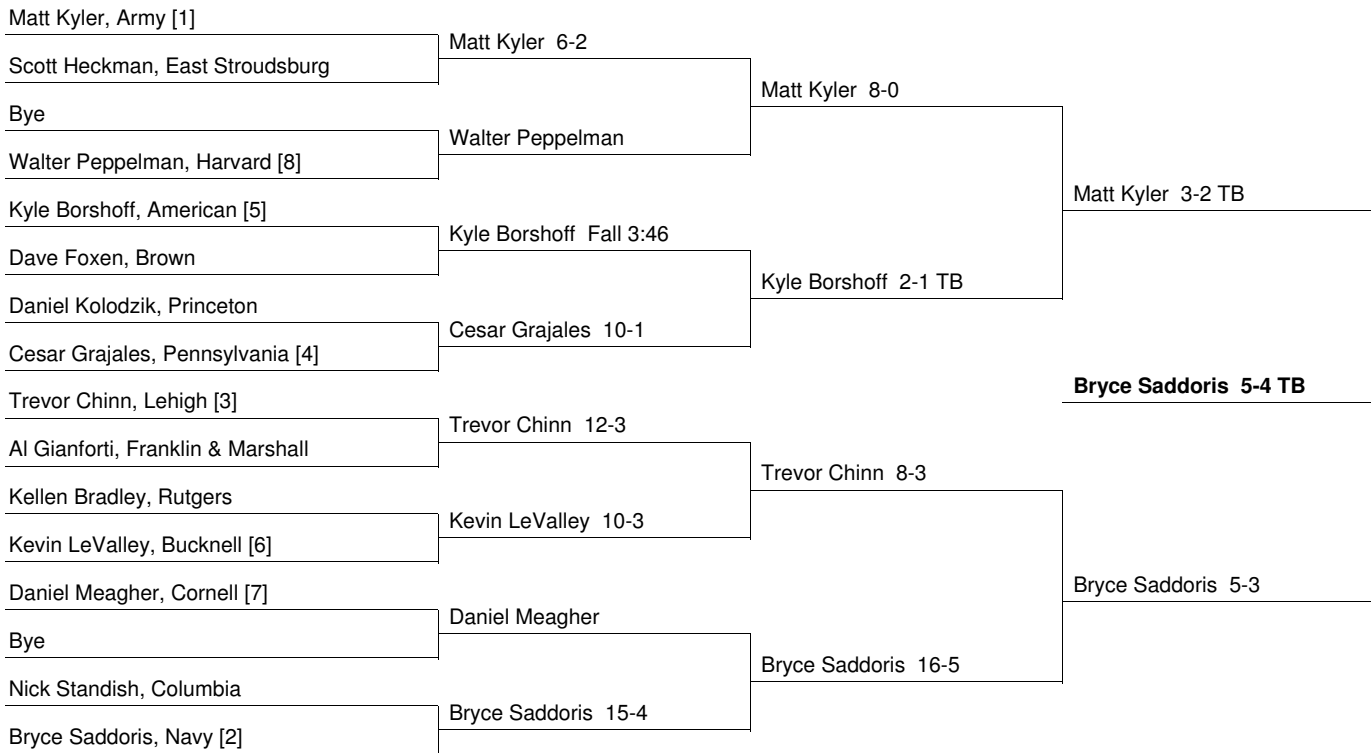 Matt Kyler, Army [1]
Scott Heckman, East Stroudsburg
Bye
Walter Peppelman, Harvard [8]
Kyle Borshoff, American [5]
Dave Foxen, Brown
Daniel Kolodzik, Princeton
Cesar Grajales, Pennsylvania [4]
Trevor Chinn, Lehigh [3]
Al Gianforti, Franklin & Marshall
Kellen Bradley, Rutgers
Kevin LeValley, Bucknell [6]
Daniel Meagher, Cornell [7]
Bye
Nick Standish, Columbia
Bryce Saddoris, Navy [2]
Matt Kyler 6-2
Walter Peppelman
Kyle Borshoff Fall 3:46
Cesar Grajales 10-1
Trevor Chinn 12-3
Kevin LeValley 10-3
Daniel Meagher
Bryce Saddoris 15-4
Matt Kyler 8-0
Kyle Borshoff 2-1 TB
Trevor Chinn 8-3
Bryce Saddoris 16-5
Matt Kyler 3-2 TB
Bryce Saddoris 5-4 TB
Bryce Saddoris 5-3